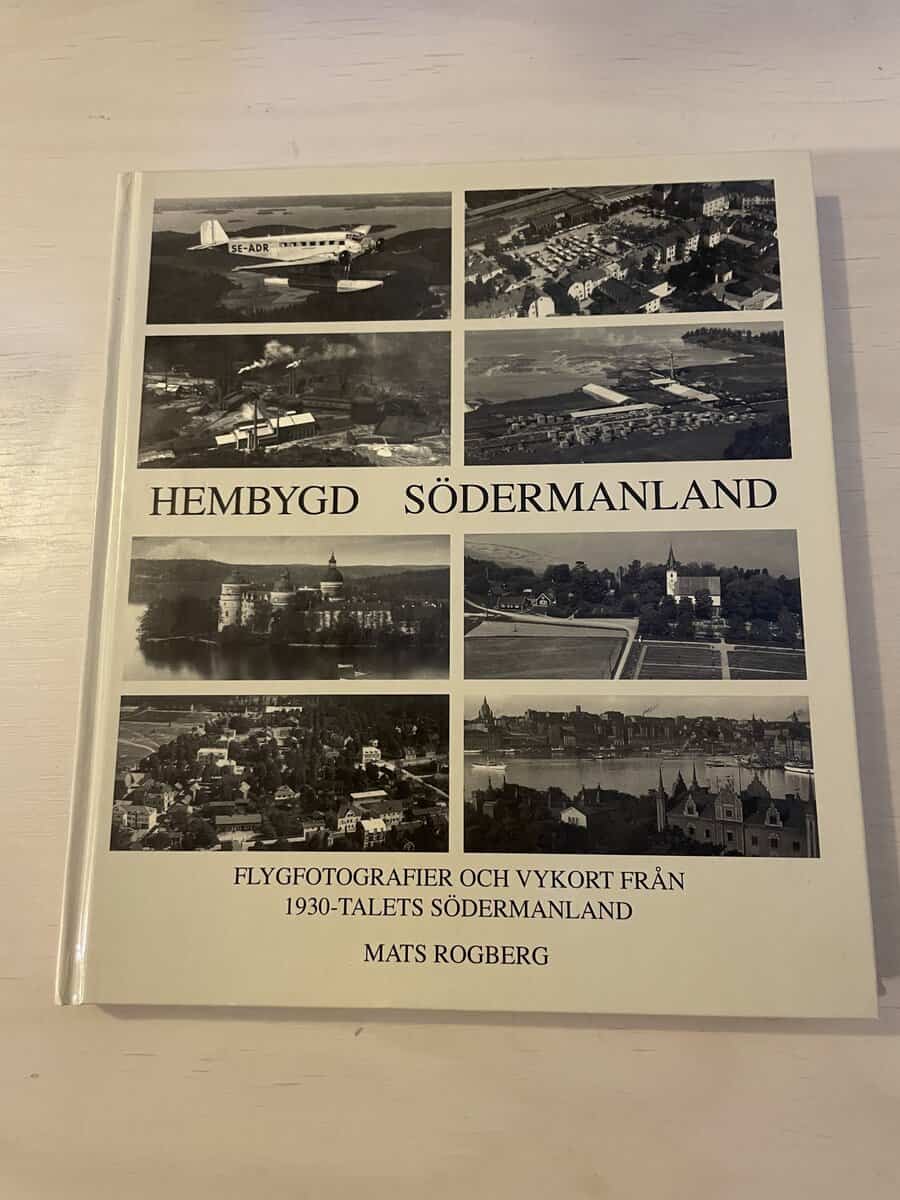 SE-ADR
HEMBYGD SÖDERMANLAND
FLYGFOTOGRAFIER OCH VYKORT FRÅN
1930-TALETS SÖDERMANLAND
MATS ROGBERG